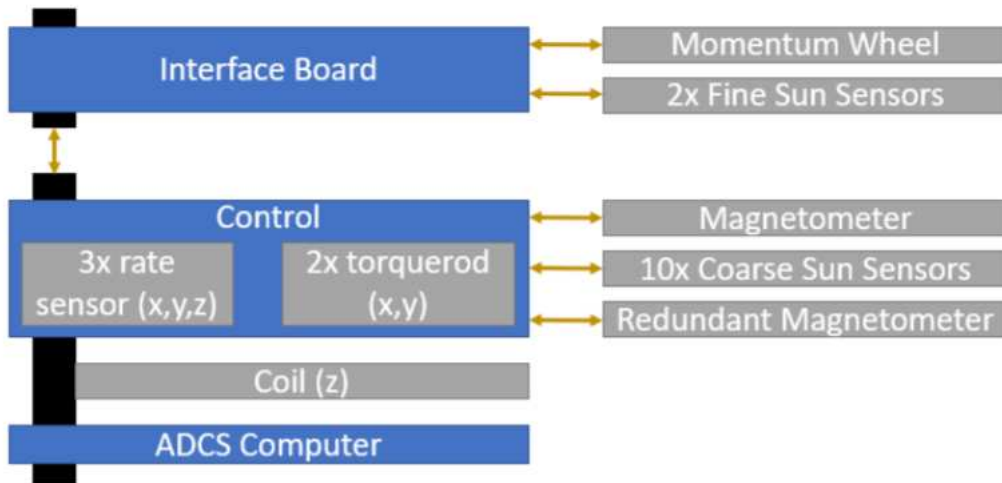 Interface Board
Momentum Wheel
2x Fine Sun Sensors
Control
3x rate
sensor (x,y,z)
2x torquerod
(x,y)
Magnetometer
10x Coarse Sun Sensors
Redundant Magnetometer
Coil (z)
ADCS Computer